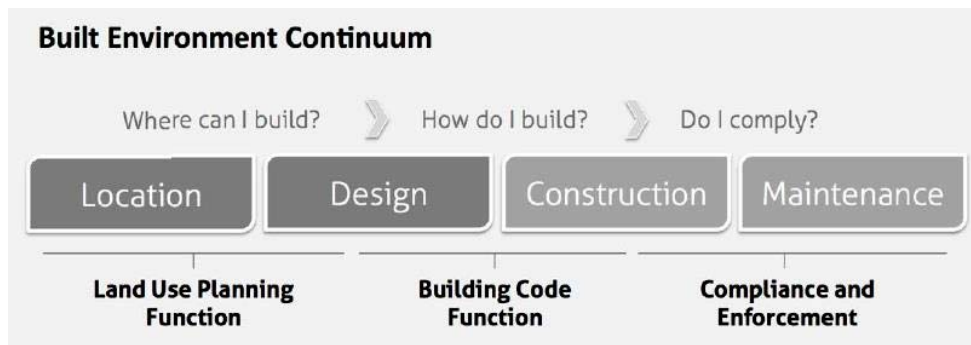 Built Environment Continuum
Where can I build? How do I build? Do I comply?
Location Design Construction Maintenance
Land Use Planning Building Code Compliance and
Function Function Enforcement